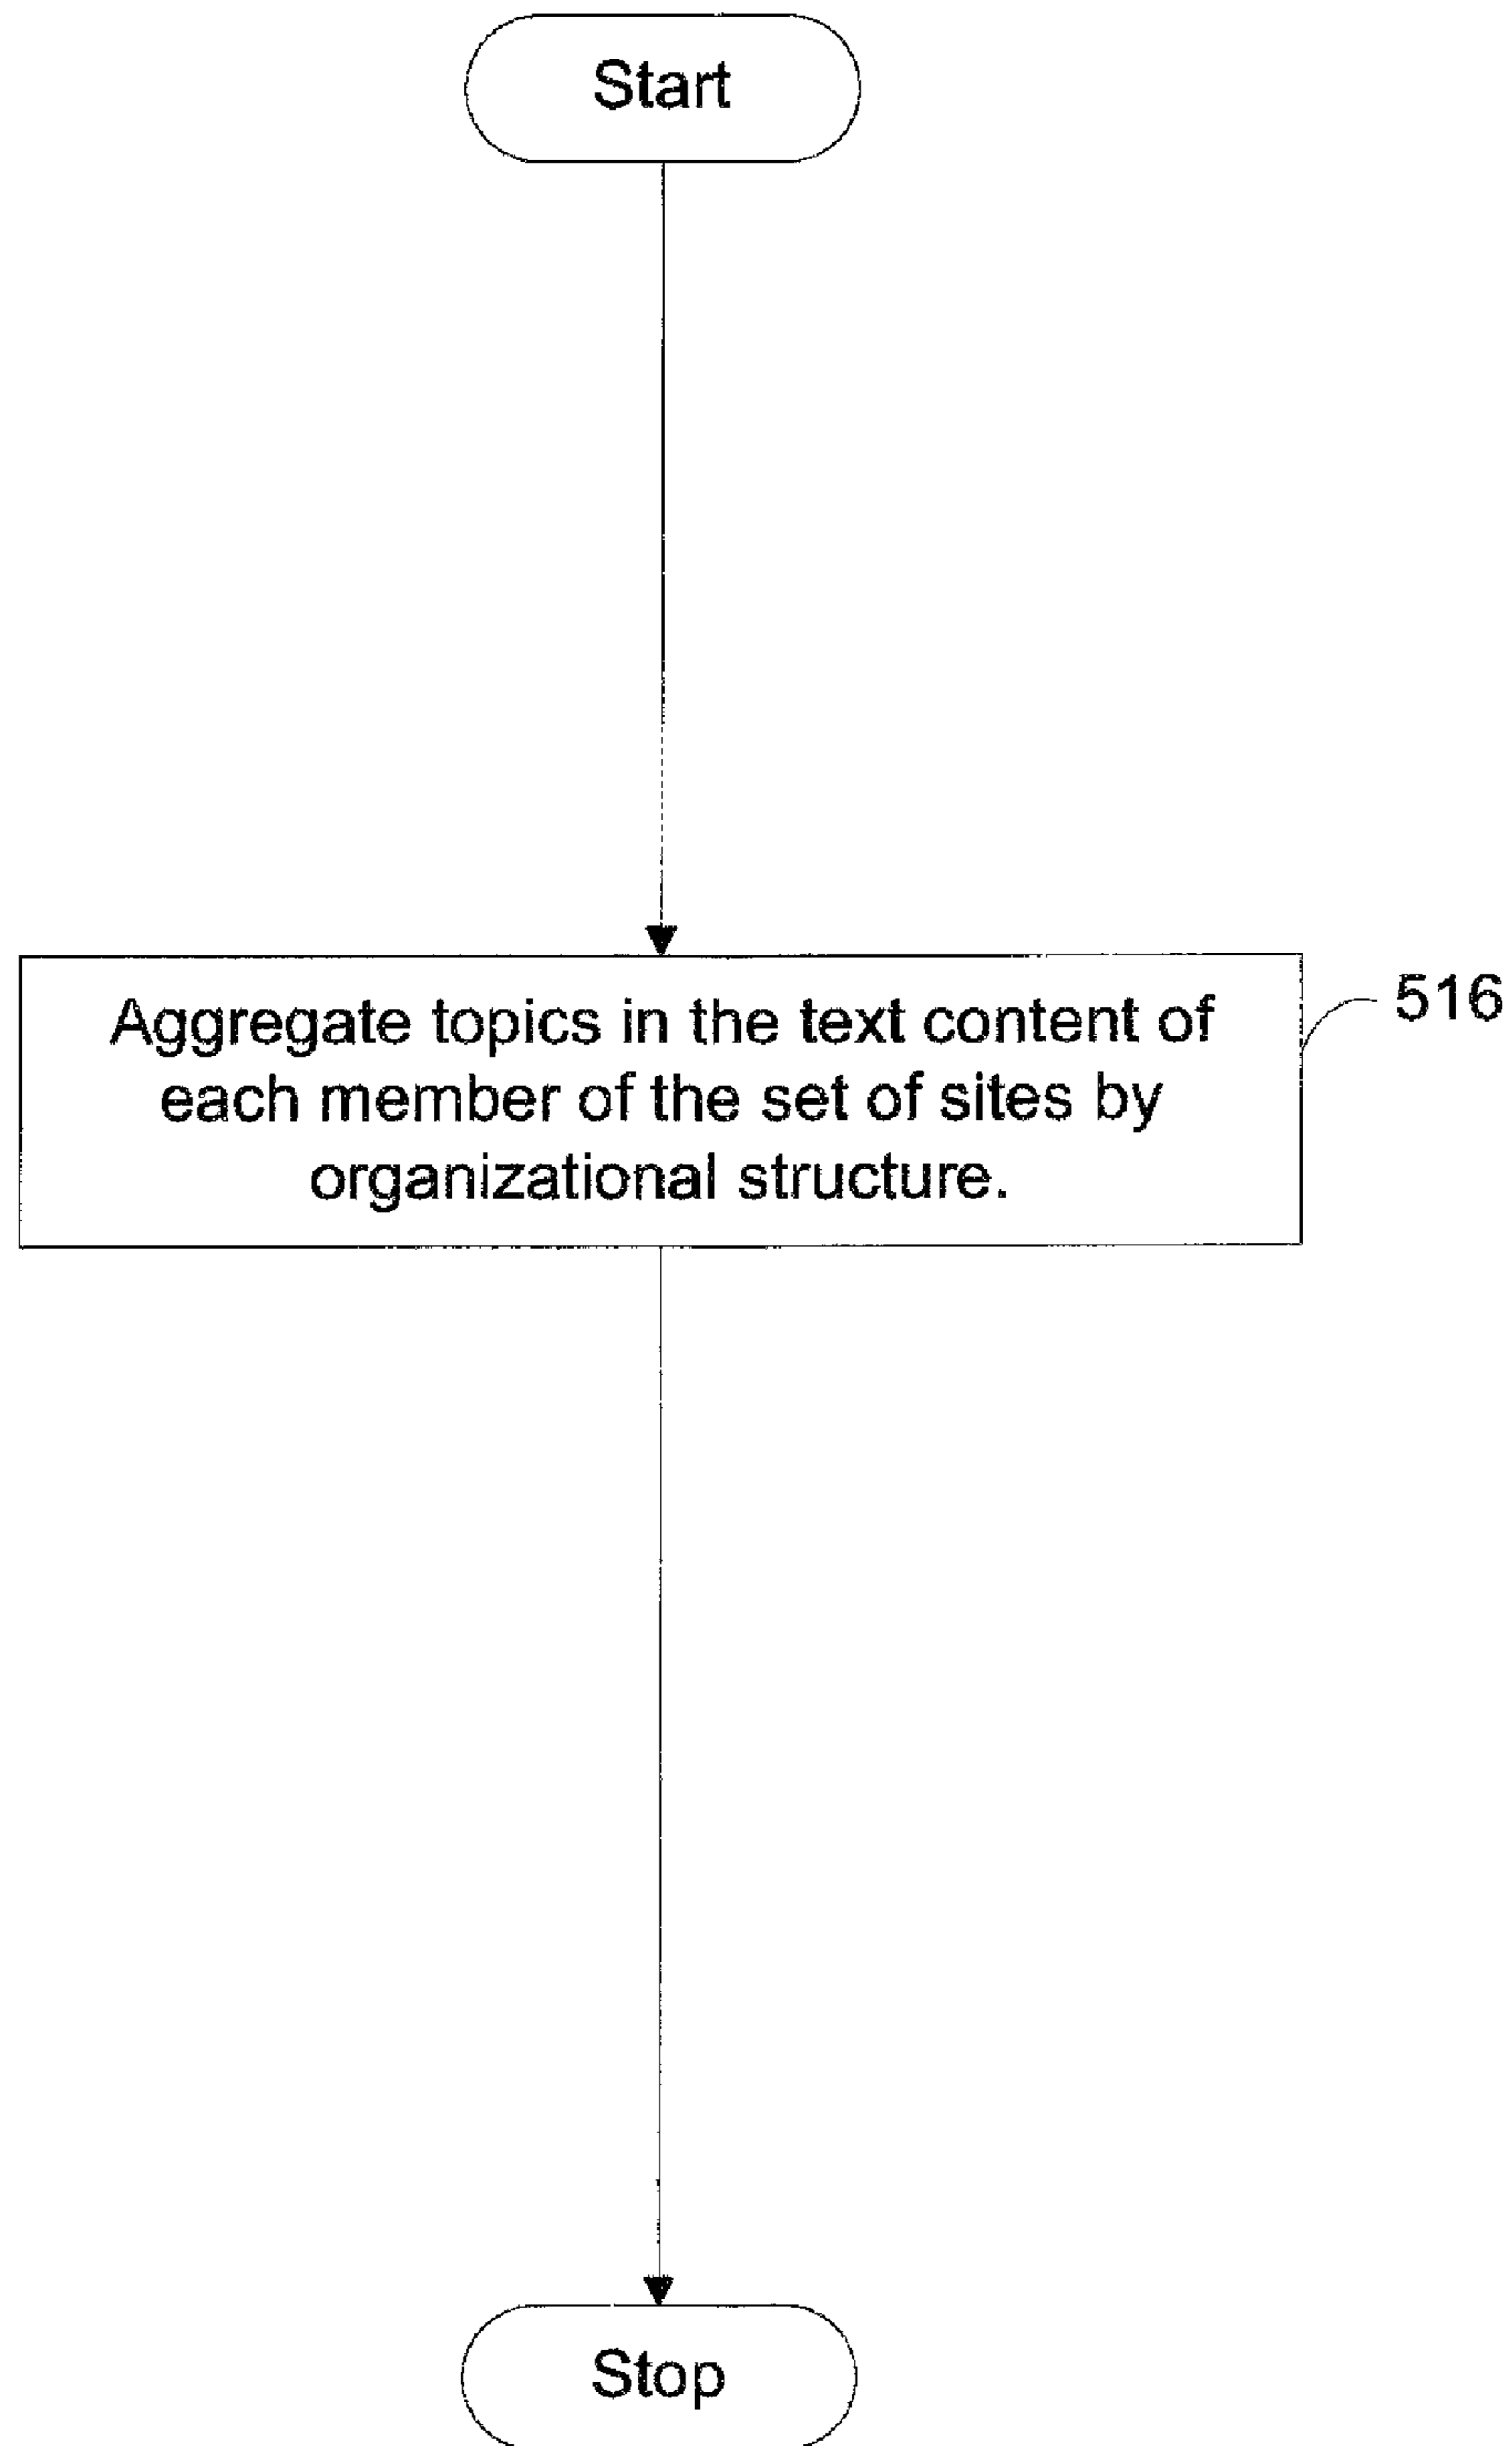 Start
Aggregate topics in the text content of
each member of the set of sites by
organizational structure.
516
Stop